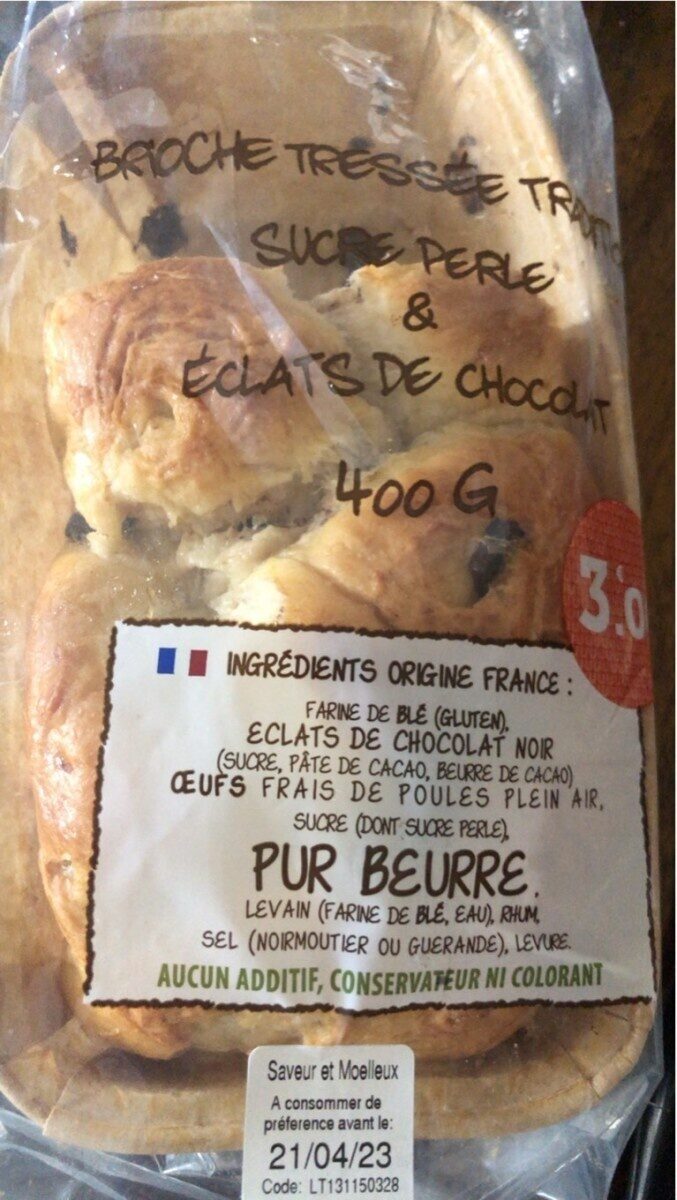 BRIOCHE TRESSÉE
SUCRE PERLE
&
ÉCLATS DE CHOCOLAT
400 G
3.0
INGRÉDIENTS ORIGINE FRANCE :
FARINE DE BLÉ (GLUTEN),
ECLATS DE CHOCOLAT NOIR
(SUCRE, PÂTE DE CACAO, BEURRE DE CACAO)
ŒUFS FRAIS DE POULES PLEIN AIR,
SUCRE (DONT SUCRE PERLE),
PUR BEURRE,
LEVAIN (FARINE DE BLÉ, EAU), RHUM,
SEL (NOIRMOUTIER OU GUERANDE), LEVURE.
AUCUN ADDITIF, CONSERVATEUR NI COLORANT
Saveur et Moelleux
A consommer de
préference avant le:
21/04/23
Code: LT131150328